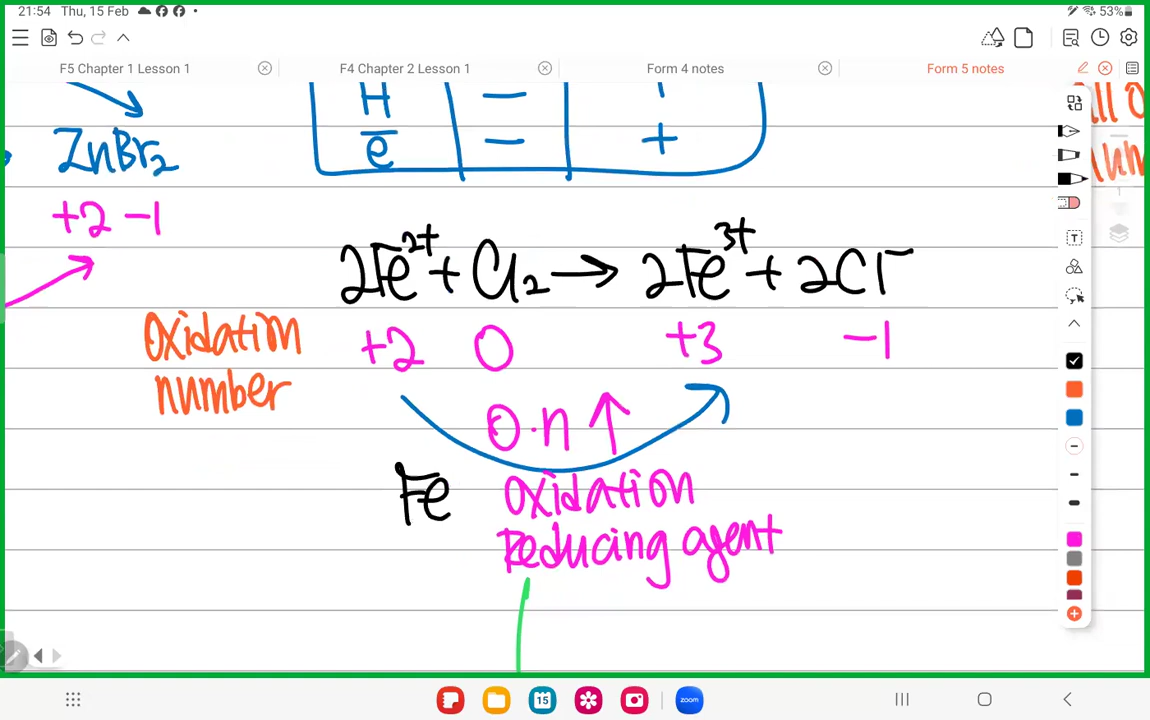 21:54 Thu, 15 Feb
53%
F5 Chapter 1 Lesson 1
F4 Chapter 2 Lesson 1
Form 4 notes
Form 5 notes
H =
e̅ = +
ZnBr₂
+2 -1
2Fe²⁺ + Cl₂ → 2Fe³⁺ + 2Cl⁻
Oxidation number
+2 0 +3 -1
O.n ↑
Fe Oxidation
Reducing agent
T
15
zoom